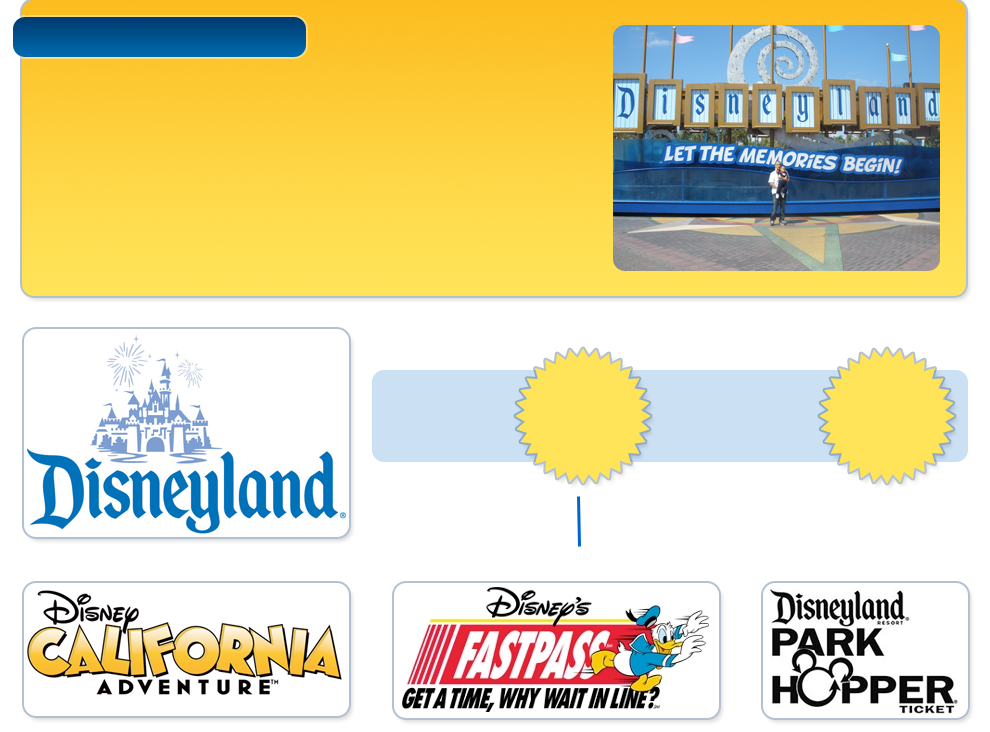 Disneyland
LET THE MEMORIES BEGIN!
Disneyland®
Disney
CALIFORNIA
ADVENTURE™
Disney's
FASTPASS
GET A TIME, WHY WAIT IN LINE?
Disneyland
RESORT®
PARK
HOPPER®
TICKET